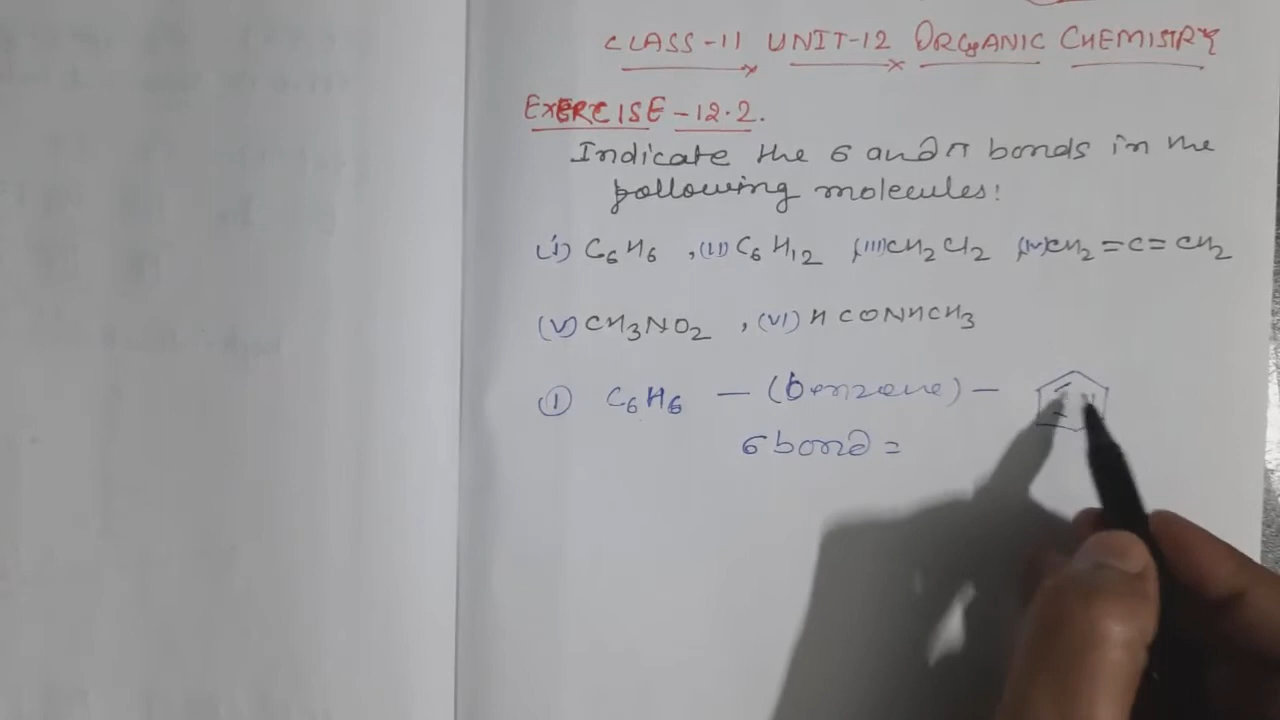 CLASS-11 UNIT-12 ORGANIC CHEMISTRY
EXERCISE-12.2.
Indicate the σ and π bonds in the
following molecules:
(i) C₆H₆, (ii) C₆H₁₂ (iii) CH₂Cl₂ (iv) CH₂=C=CH₂
(v) CH₃NO₂, (vi) HCONHCH₃
① C₆H₆ — (benzene) —
σ bond =